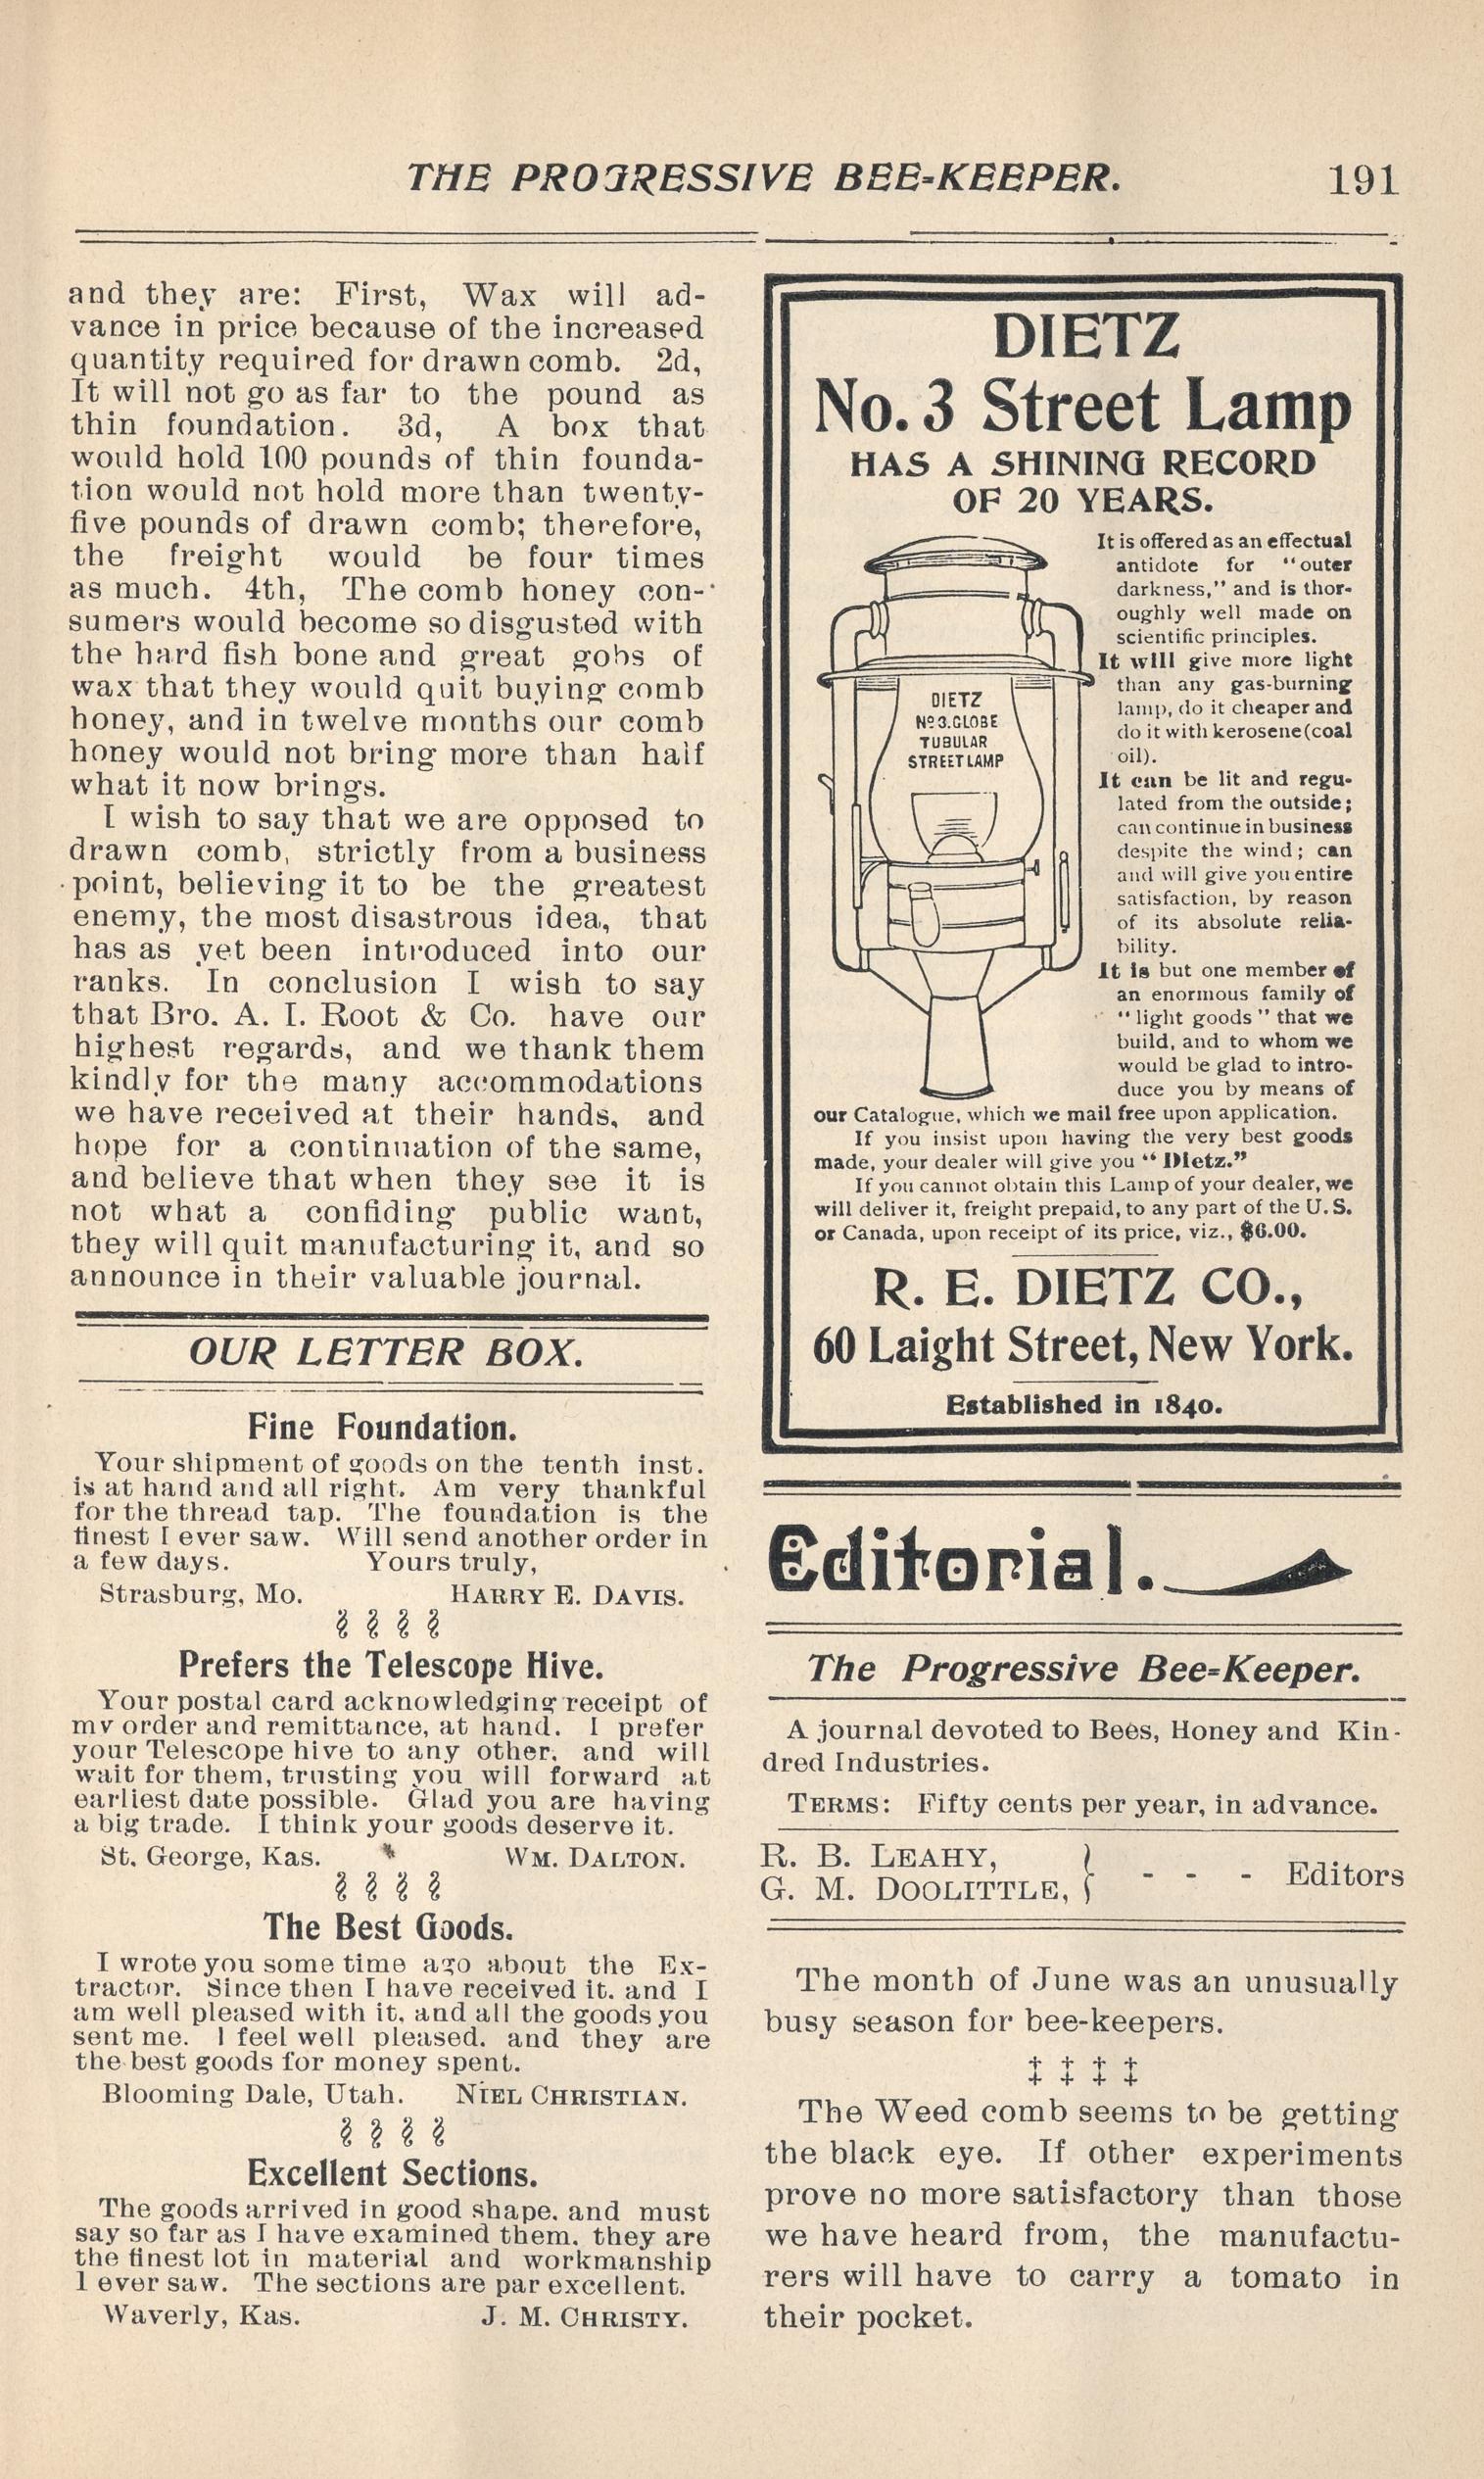 THE PROGRESSIVE BEE-KEEPER. 191
and they are: First, Wax will ad-
vance in price because of the increased
quantity required for drawn comb. 2d,
It will not go as far to the pound as
thin foundation. 3d, A box that
would hold 100 pounds of thin founda-
tion would not hold more than twenty-
five pounds of drawn comb; therefore,
the freight would be four times
as much. 4th, The comb honey con-
sumers would become so disgusted with
the hard fish bone and great gobs of
wax that they would quit buying comb
honey, and in twelve months our comb
honey would not bring more than half
what it now brings.
I wish to say that we are opposed to
drawn comb, strictly from a business
point, believing it to be the greatest
enemy, the most disastrous idea, that
has as yet been introduced into our
ranks. In conclusion I wish to say
that Bro. A. I. Root & Co. have our
highest regards, and we thank them
kindly for the many accommodations
we have received at their hands, and
hope for a continuation of the same,
and believe that when they see it is
not what a confiding public want,
they will quit manufacturing it, and so
announce in their valuable journal.
OUR LETTER BOX.
Fine Foundation.
Your shipment of goods on the tenth inst.
is at hand and all right. Am very thankful
for the thread tap. The foundation is the
finest I ever saw. Will send another order in
a few days. Yours truly,
Strasburg, Mo. HARRY E. DAVIS.
Prefers the Telescope Hive.
Your postal card acknowledging receipt of
my order and remittance, at hand. I prefer
your Telescope hive to any other, and will
wait for them, trusting you will forward at
earliest date possible. Glad you are having
a big trade. I think your goods deserve it.
St. George, Kas. WM. DALTON.
The Best Goods.
I wrote you some time ago about the Ex-
tractor. Since then I have received it, and I
am well pleased with it, and all the goods you
sent me. I feel well pleased, and they are
the best goods for money spent.
Blooming Dale, Utah. NIEL CHRISTIAN.
Excellent Sections.
The goods arrived in good shape, and must
say so far as I have examined them, they are
the finest lot in material and workmanship
I ever saw. The sections are par excellent.
Waverly, Kas. J. M. CHRISTY.
DIETZ
No. 3 Street Lamp
HAS A SHINING RECORD
OF 20 YEARS.
DIETZ
No 3. GLOBE
TUBULAR
STREET LAMP
It is offered as an effectual
antidote for "outer
darkness," and is thor-
oughly well made on
scientific principles.
It will give more light
than any gas-burning
lamp, do it cheaper and
do it with kerosene (coal
oil).
It can be lit and regu-
lated from the outside;
can continue in business
despite the wind; can
and will give you entire
satisfaction, by reason
of its absolute relia-
bility.
It is but one member of
an enormous family of
"light goods" that we
build, and to whom we
would be glad to intro-
duce you by means of
our Catalogue, which we mail free upon application.
If you insist upon having the very best goods
made, your dealer will give you "Dietz."
If you cannot obtain this Lamp of your dealer, we
will deliver it, freight prepaid, to any part of the U.S.
or Canada, upon receipt of its price, viz., $6.00.
R. E. DIETZ CO.,
60 Laight Street, New York.
Established in 1840.
Editorial.
The Progressive Bee-Keeper.
A journal devoted to Bees, Honey and Kin-
dred Industries.
TERMS: Fifty cents per year, in advance.
R. B. LEAHY,
G. M. DOOLITTLE, } - - - Editors
The month of June was an unusually
busy season for bee-keepers.
‡ ‡ ‡ ‡
The Weed comb seems to be getting
the black eye. If other experiments
prove no more satisfactory than those
we have heard from, the manufactu-
rers will have to carry a tomato in
their pocket.